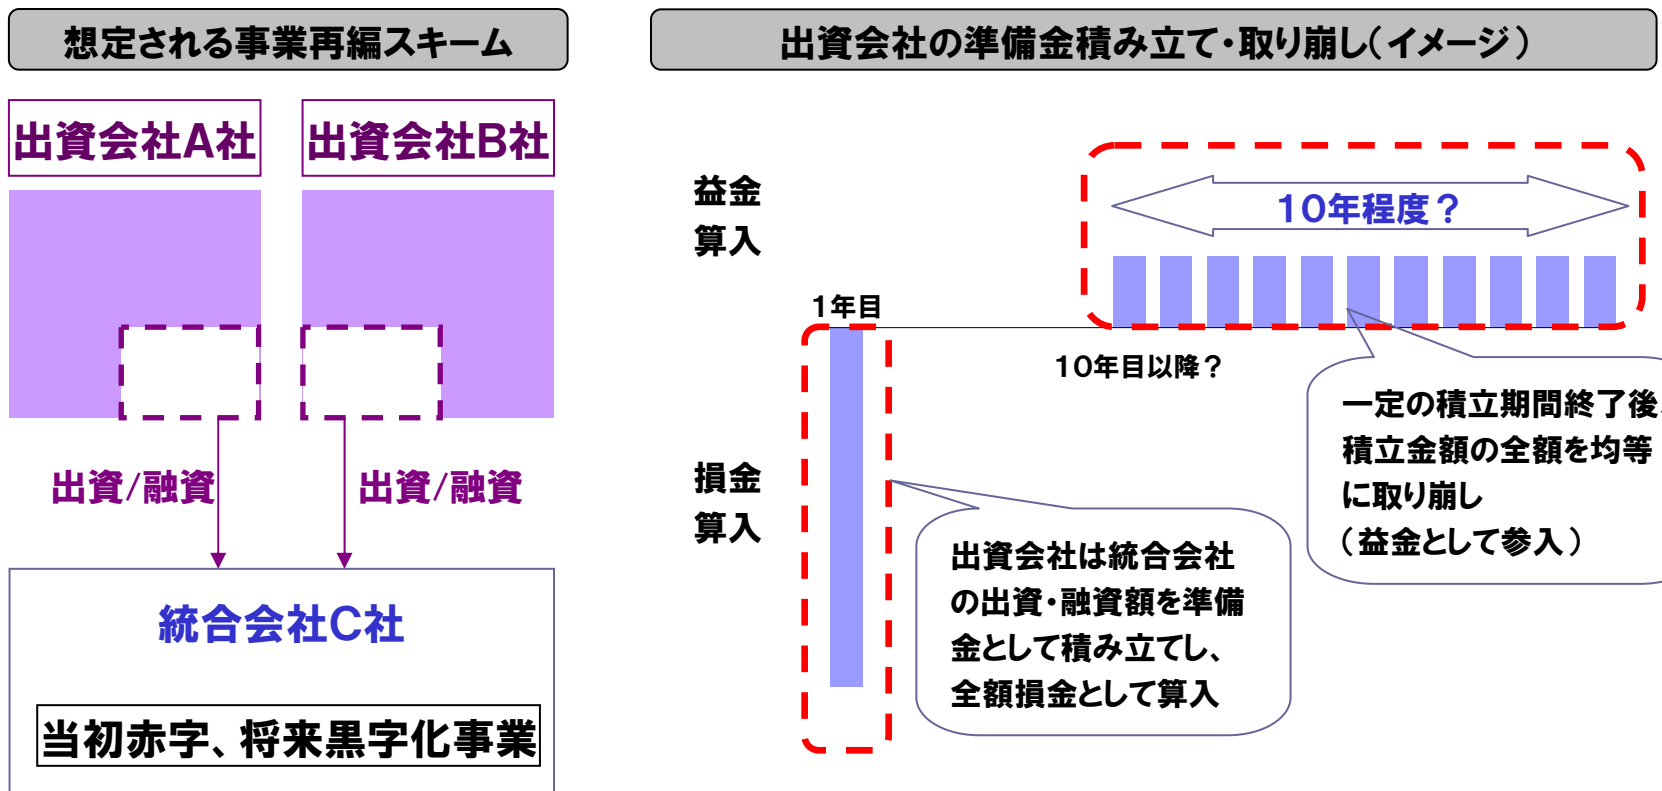 想定される事業再編スキーム
出資会社A社
出資会社B社
出資/融資
出資/融資
統合会社C社
当初赤字、将来黒字化事業
出資会社の準備金積み立て・取り崩し(イメージ)
益金
算入
10年程度?
1年目
10年目以降?
損金
算入
一定の積立期間終了後、
積立金額の全額を均等
に取り崩し
(益金として参入)
出資会社は統合会社
の出資・融資額を準備
金として積み立てし、
全額損金として算入